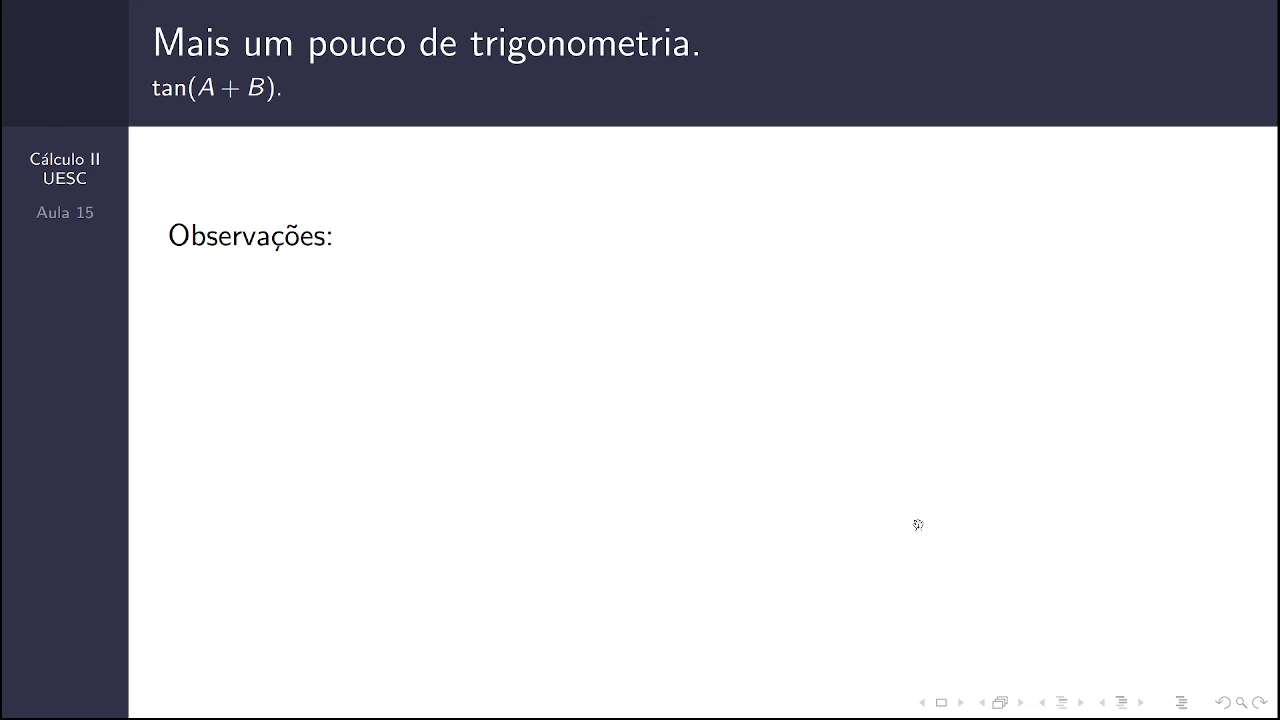 Mais um pouco de trigonometria.
tan(A + B).
Cálculo II
UESC
Aula 15
Observações: